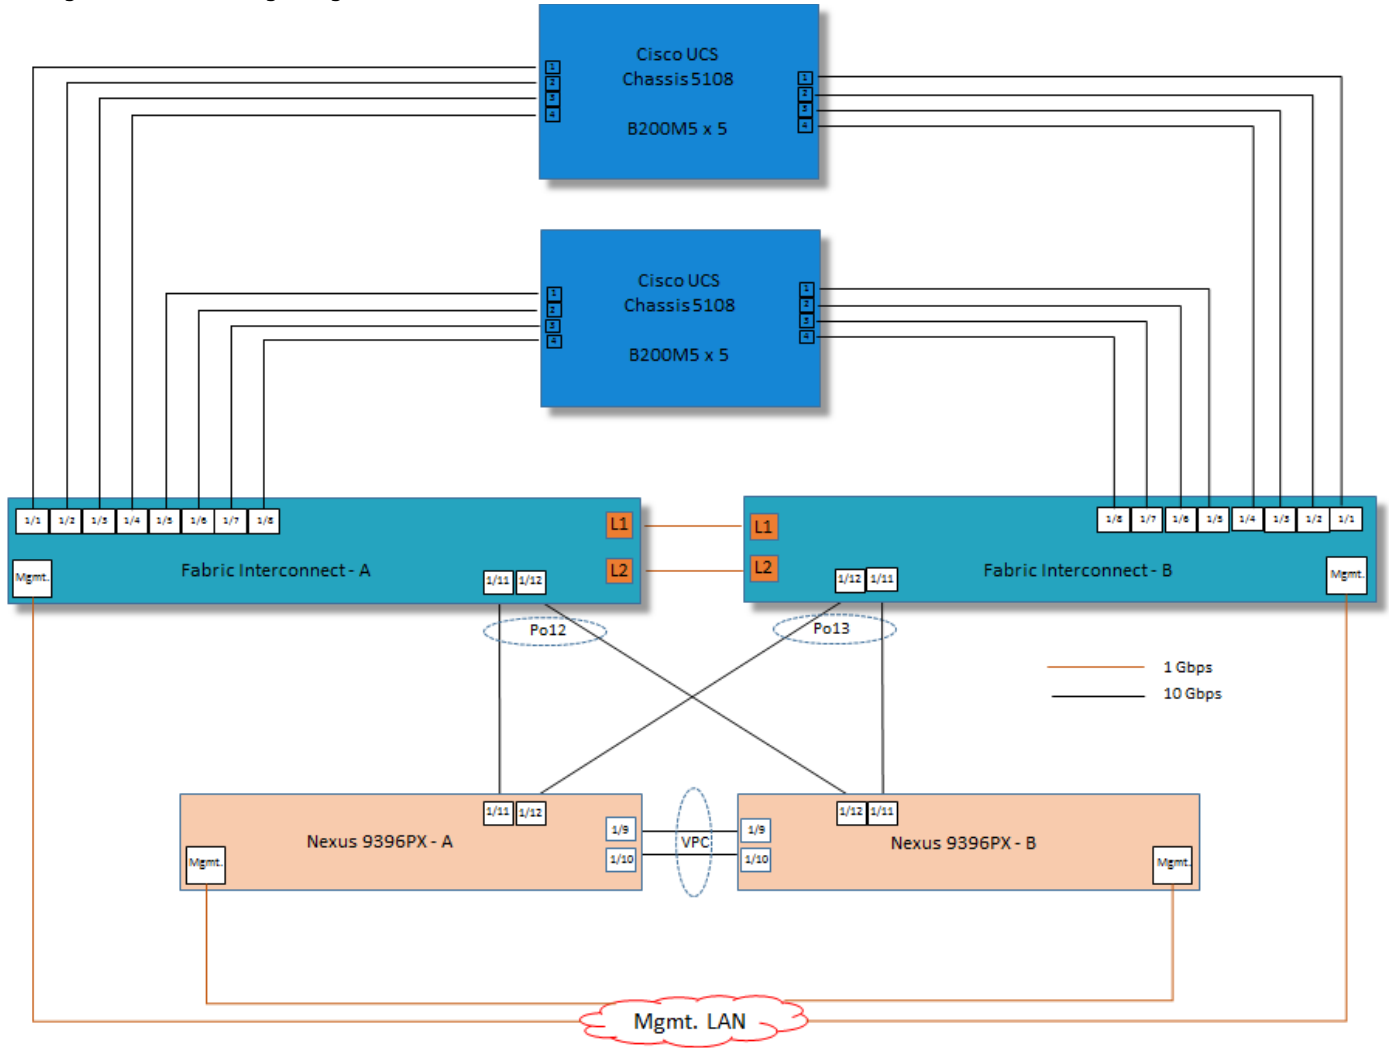 Cisco UCS
Chassis 5108
B200M5 x 5
1
2
3
4
1
2
3
4
Cisco UCS
Chassis 5108
B200M5 x 5
1
2
3
4
1
2
3
4
1/1 1/2 1/3 1/4 1/5 1/6 1/7 1/8
L1
L2
Mgmt.
Fabric Interconnect - A
1/11 1/12
L1
L2
1/8 1/7 1/6 1/5 1/4 1/3 1/2 1/1
Fabric Interconnect - B
Mgmt.
1/12 1/11
Po12
Po13
1 Gbps
10 Gbps
1/11 1/12
Nexus 9396PX - A
1/9
1/10
Mgmt.
VPC
1/12 1/11
1/9
1/10
Nexus 9396PX - B
Mgmt.
Mgmt. LAN